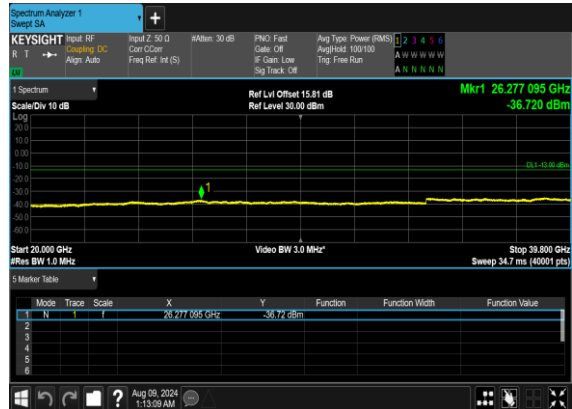 Spectrum Analyzer 1
Swept SA
+
KEYSIGHT Input: RF Input Z: 50 Ω #Atten: 30 dB PNO: Fast Avg Type: Power (RMS) 1 2 3 4 5 6
R T Coupling: DC Corr CCorr Gate: Off Avg|Hold: 100/100 A W W W W W
Align: Auto Freq Ref: Int (S) IF Gain: Low Trig: Free Run
Sig Track: Off A N N N N N
1 Spectrum Ref Lvl Offset 15.81 dB Mkr1 26.277 095 GHz
Scale/Div 10 dB Ref Level 30.00 dBm -36.720 dBm
Log
20.0
10.0
0.00
-10.0 DL1 -13.00 dBm
-20.0
-30.0 1
-40.0
-50.0
-60.0
Start 20.000 GHz Video BW 3.0 MHz* Stop 39.800 GHz
#Res BW 1.0 MHz Sweep 34.7 ms (40001 pts)
5 Marker Table
Mode Trace Scale X Y Function Function Width Function Value
1 N 1 f 26.277 095 GHz -36.72 dBm
2
3
4
5
6
? Aug 09, 2024
1:13:09 AM